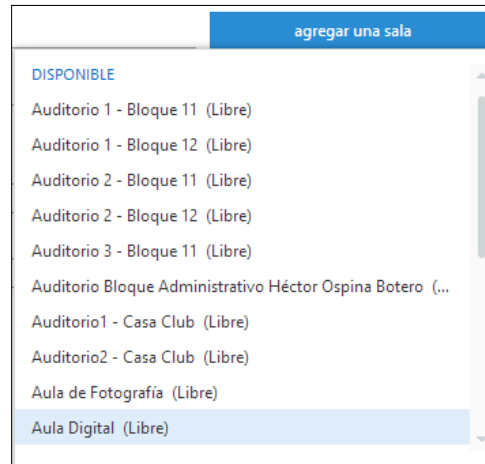 agregar una sala
DISPONIBLE
Auditorio 1 - Bloque 11 (Libre)
Auditorio 1 - Bloque 12 (Libre)
Auditorio 2 - Bloque 11 (Libre)
Auditorio 2 - Bloque 12 (Libre)
Auditorio 3 - Bloque 11 (Libre)
Auditorio Bloque Administrativo Héctor Ospina Botero (...
Auditorio1 - Casa Club (Libre)
Auditorio2 - Casa Club (Libre)
Aula de Fotografía (Libre)
Aula Digital (Libre)